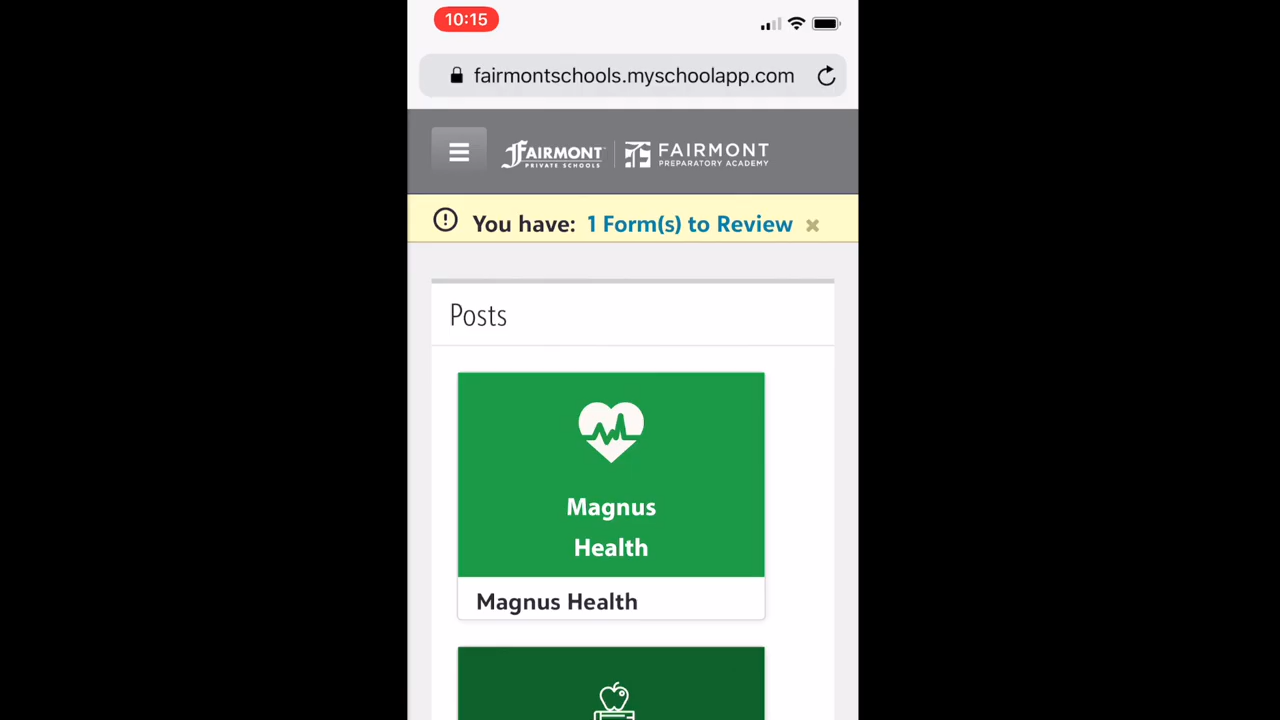 10:15
fairmontschools.myschoolapp.com
FAIRMONT
PRIVATE SCHOOLS
FAIRMONT
PREPARATORY ACADEMY
You have: 1 Form(s) to Review
Posts
Magnus
Health
Magnus Health